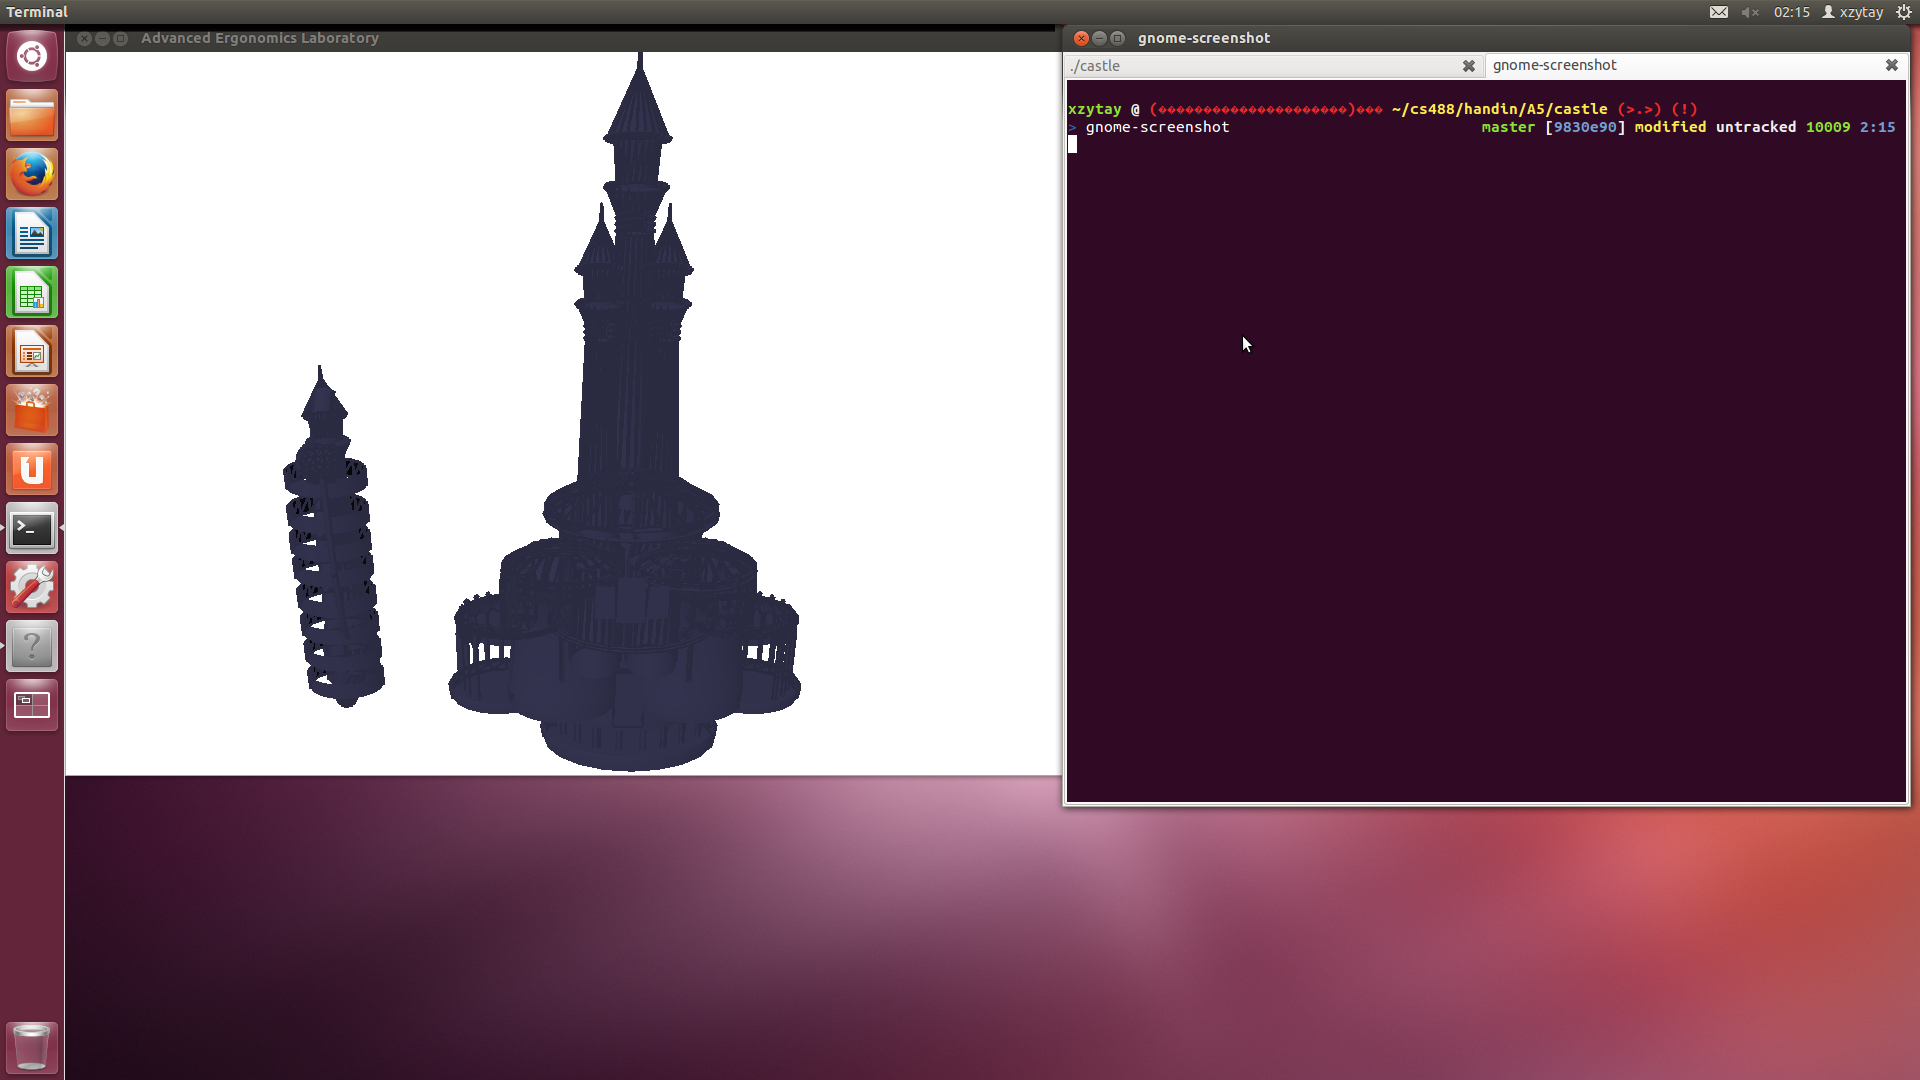 Terminal
02:15 xzytay
Advanced Ergonomics Laboratory
gnome-screenshot
./castle
gnome-screenshot
xzytay @ (���������������������)��� ~/cs488/handin/A5/castle (>.>) (!)
> gnome-screenshot master [9830e90] modified untracked 10009 2:15